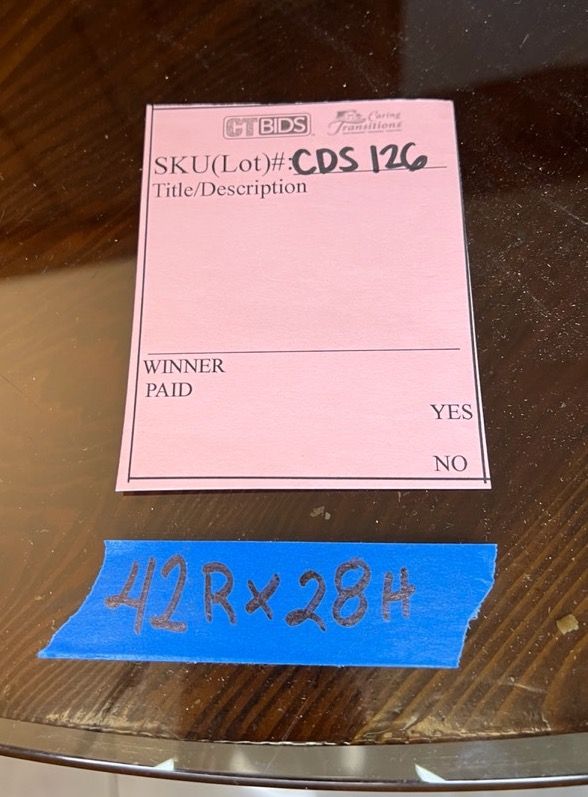 CTBIDS Caring Transitions
SKU(Lot)#: CDS 126
Title/Description
WINNER
PAID
YES
NO
42R x 28H